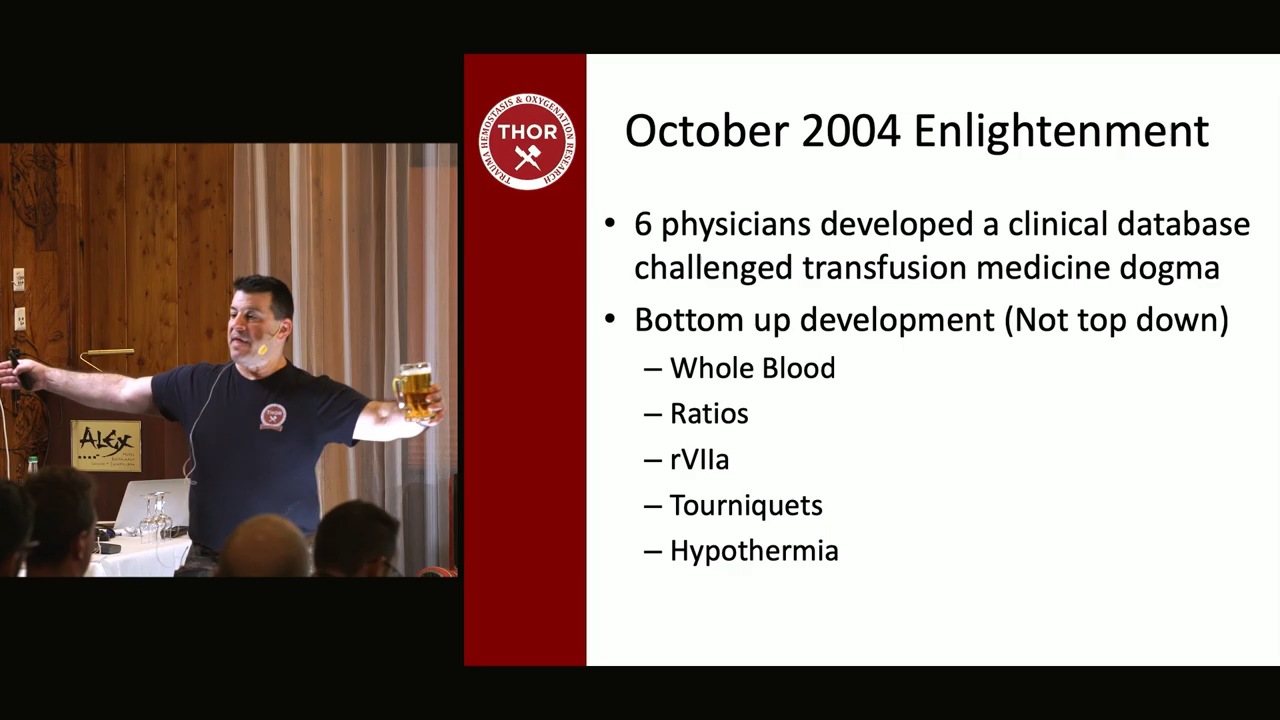 TRAUMA HEMOSTASIS & OXYGENATION RESEARCH
THOR
October 2004 Enlightenment
• 6 physicians developed a clinical database
challenged transfusion medicine dogma
• Bottom up development (Not top down)
– Whole Blood
– Ratios
– rVIIa
– Tourniquets
– Hypothermia
ALEX
THOR